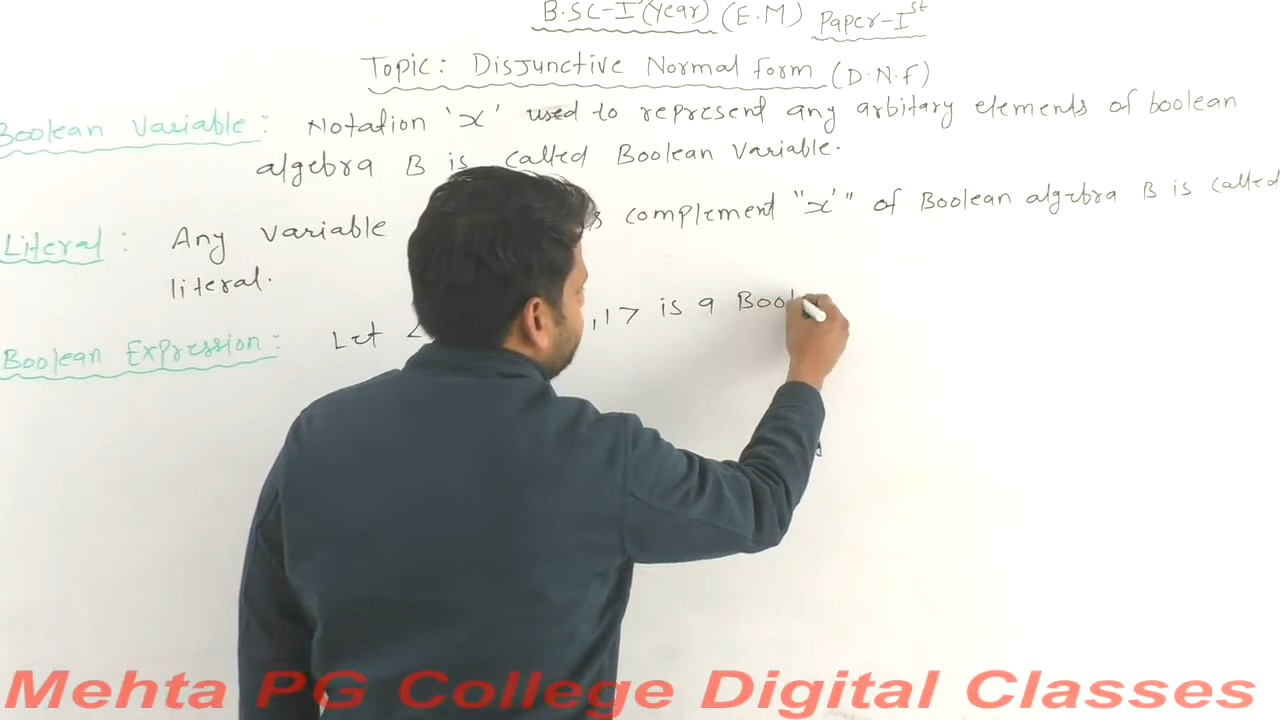 B.SC-I (Year) (E.M) Paper-I st
Topic: Disjunctive Normal form (D.N.F)
Boolean Variable: Notation 'x' used to represent any arbitary elements of boolean
algebra B is called Boolean Variable.
Literal: Any Variable complement "x'" of Boolean algebra B is called
literal.
Boolean Expression: Let < ,1> is a Boole
Mehta PG College Digital Classes